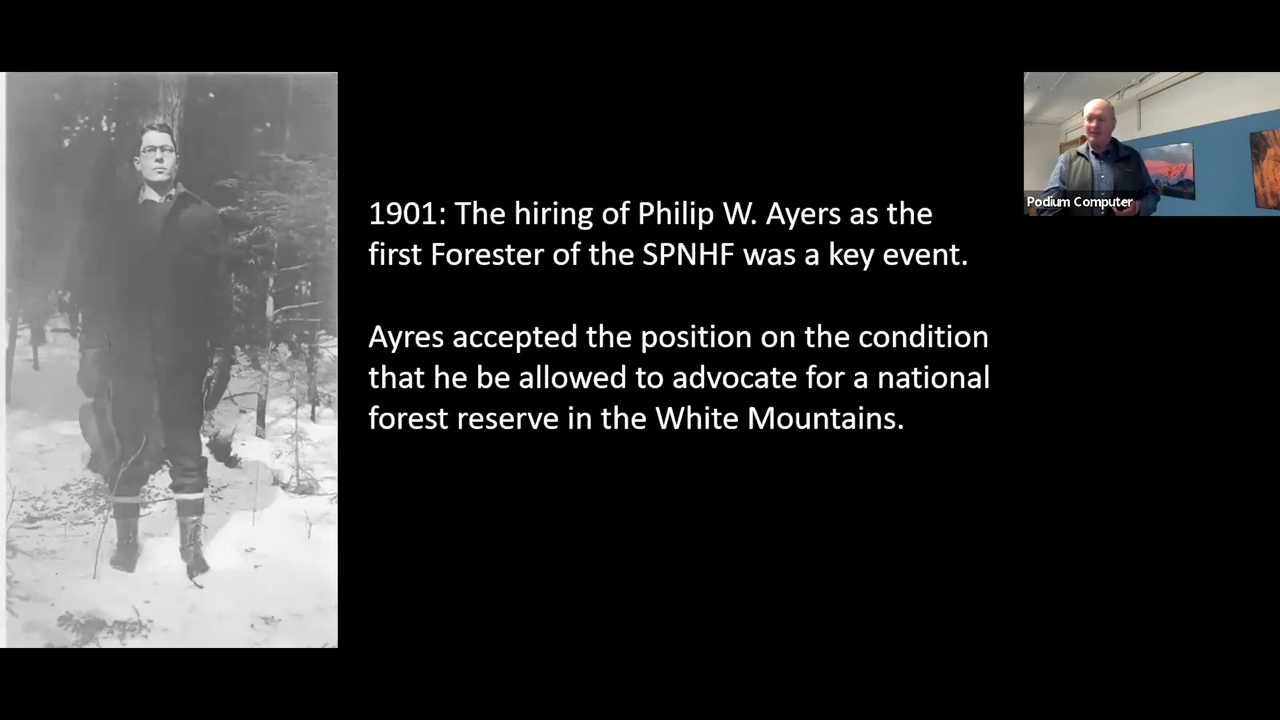 1901: The hiring of Philip W. Ayers as the
first Forester of the SPNHF was a key event.
Ayres accepted the position on the condition
that he be allowed to advocate for a national
forest reserve in the White Mountains.
Podium Computer